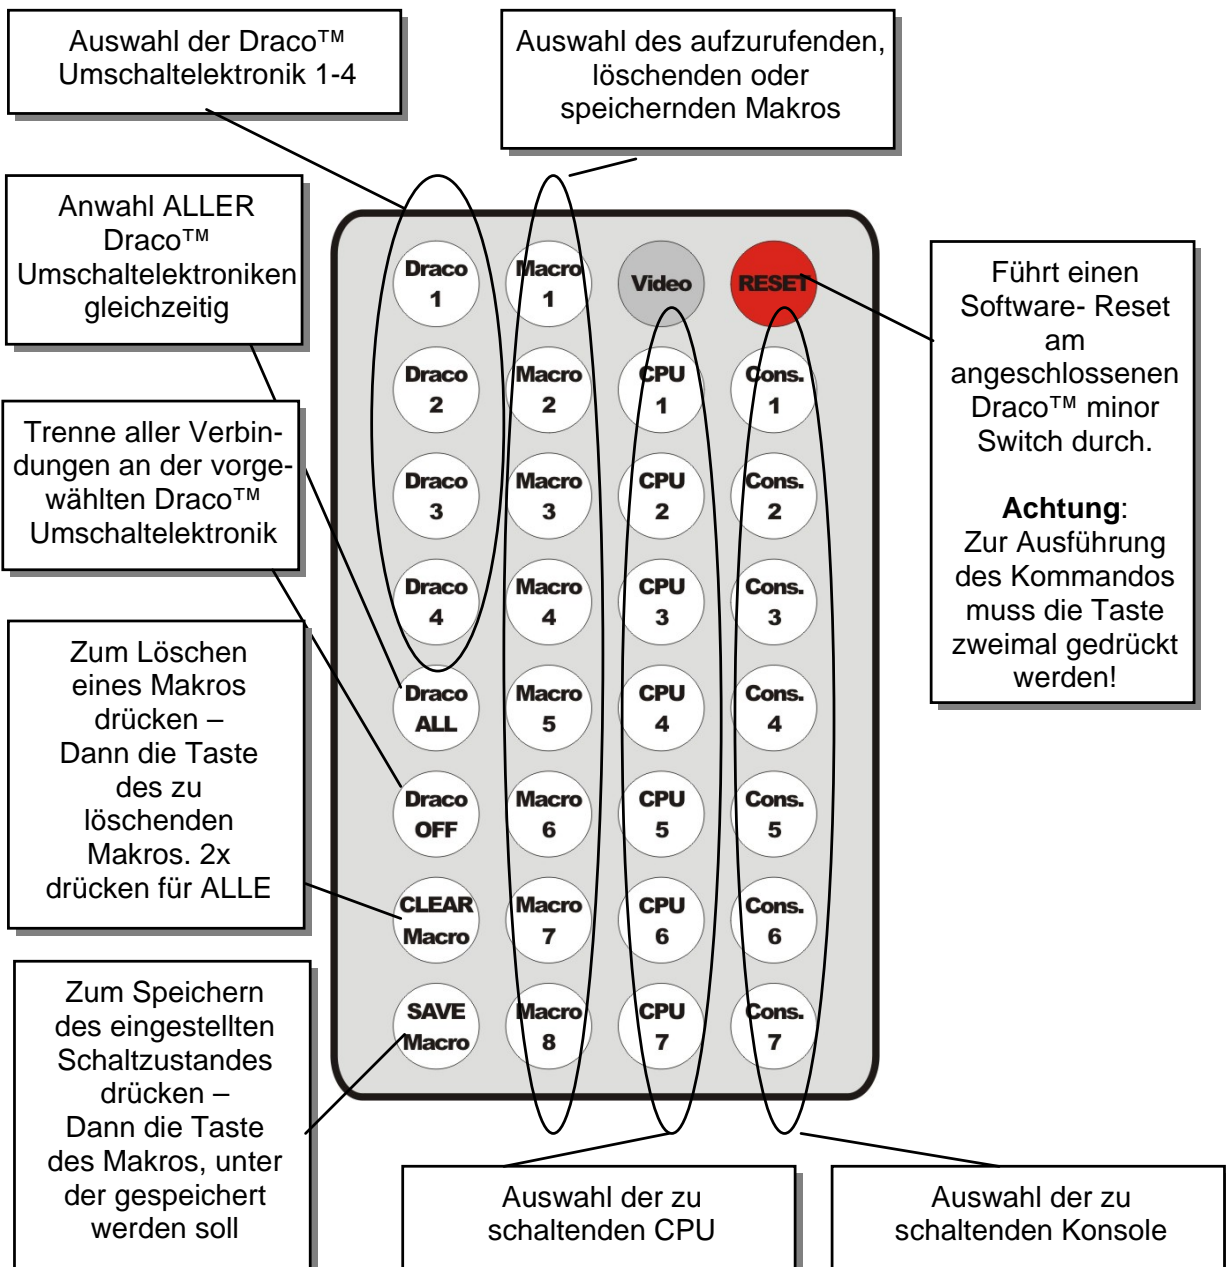 Auswahl der Draco™
Umschaltelektronik 1-4
Auswahl des aufzurufenden,
löschenden oder
speichernden Makros
Anwahl ALLER
Draco™
Umschaltelektroniken
gleichzeitig
Trenne aller Verbin-
dungen an der vorge-
wählten Draco™
Umschaltelektronik
Zum Löschen
eines Makros
drücken –
Dann die Taste
des zu
löschenden
Makros. 2x
drücken für ALLE
Zum Speichern
des eingestellten
Schaltzustandes
drücken –
Dann die Taste
des Makros, unter
der gespeichert
werden soll
Draco
1
Macro
1
Video
RESET
Draco
2
Macro
2
CPU
1
Cons.
1
Draco
3
Macro
3
CPU
2
Cons.
2
Draco
4
Macro
4
CPU
3
Cons.
3
Draco
ALL
Macro
5
CPU
4
Cons.
4
Draco
OFF
Macro
6
CPU
5
Cons.
5
CLEAR
Macro
Macro
7
CPU
6
Cons.
6
SAVE
Macro
Macro
8
CPU
7
Cons.
7
Führt einen
Software- Reset
am
angeschlossenen
Draco™ minor
Switch durch.
Achtung:
Zur Ausführung
des Kommandos
muss die Taste
zweimal gedrückt
werden!
Auswahl der zu
schaltenden CPU
Auswahl der zu
schaltenden Konsole